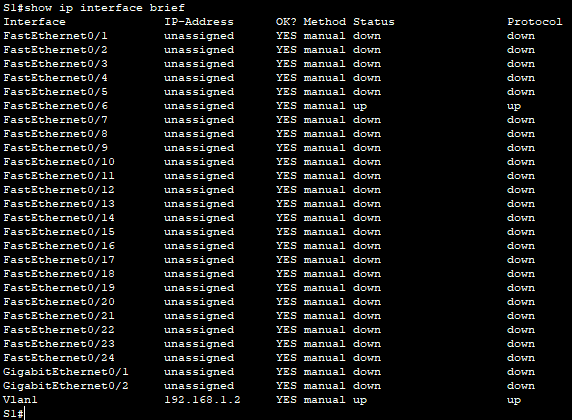 S1#show ip interface brief
Interface              IP-Address      OK? Method Status                Protocol
FastEthernet0/1        unassigned      YES manual down                  down
FastEthernet0/2        unassigned      YES manual down                  down
FastEthernet0/3        unassigned      YES manual down                  down
FastEthernet0/4        unassigned      YES manual down                  down
FastEthernet0/5        unassigned      YES manual down                  down
FastEthernet0/6        unassigned      YES manual up                    up
FastEthernet0/7        unassigned      YES manual down                  down
FastEthernet0/8        unassigned      YES manual down                  down
FastEthernet0/9        unassigned      YES manual down                  down
FastEthernet0/10       unassigned      YES manual down                  down
FastEthernet0/11       unassigned      YES manual down                  down
FastEthernet0/12       unassigned      YES manual down                  down
FastEthernet0/13       unassigned      YES manual down                  down
FastEthernet0/14       unassigned      YES manual down                  down
FastEthernet0/15       unassigned      YES manual down                  down
FastEthernet0/16       unassigned      YES manual down                  down
FastEthernet0/17       unassigned      YES manual down                  down
FastEthernet0/18       unassigned      YES manual down                  down
FastEthernet0/19       unassigned      YES manual down                  down
FastEthernet0/20       unassigned      YES manual down                  down
FastEthernet0/21       unassigned      YES manual down                  down
FastEthernet0/22       unassigned      YES manual down                  down
FastEthernet0/23       unassigned      YES manual down                  down
FastEthernet0/24       unassigned      YES manual down                  down
GigabitEthernet0/1     unassigned      YES manual down                  down
GigabitEthernet0/2     unassigned      YES manual down                  down
Vlan1                  192.168.1.2     YES manual up                    up
S1#